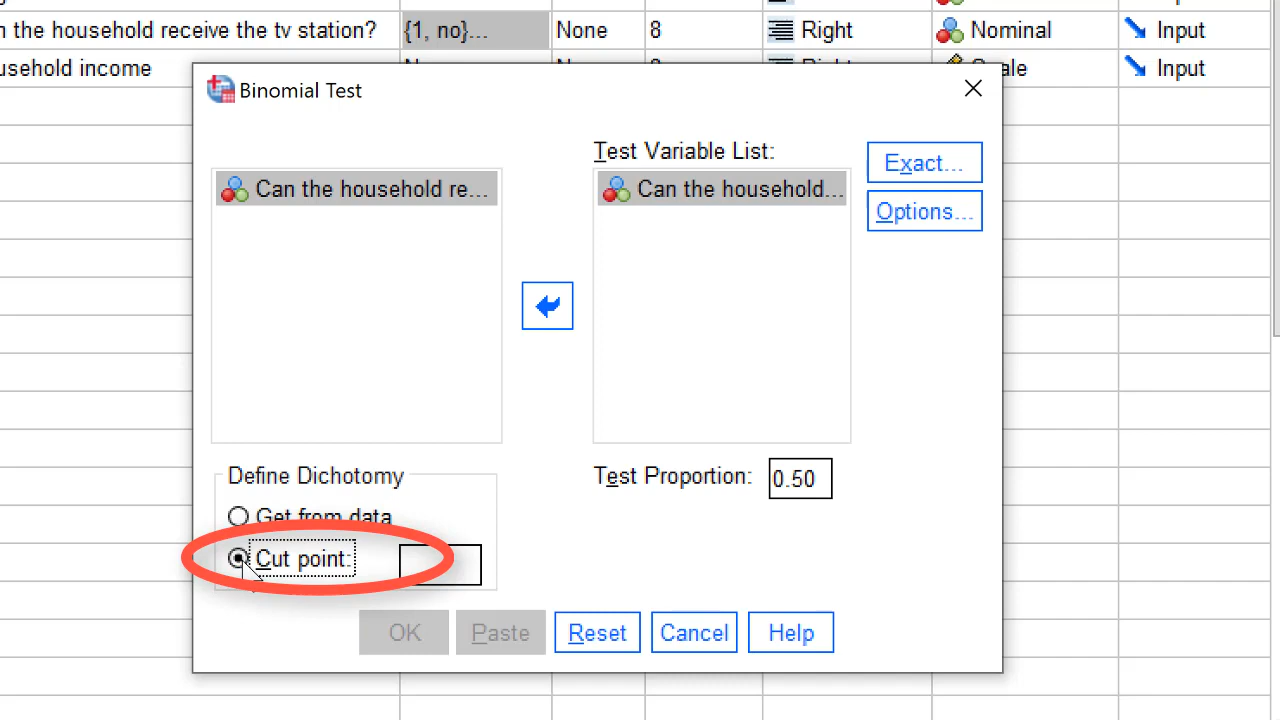 n the household receive the tv station?
{1, no}...
None
8
Right
Nominal
Input
usehold income
Input
Binomial Test
Test Variable List:
Exact...
Can the household re...
Can the household...
Options...
Define Dichotomy
Test Proportion:
0.50
Get from data
Cut point:
OK
Paste
Reset
Cancel
Help